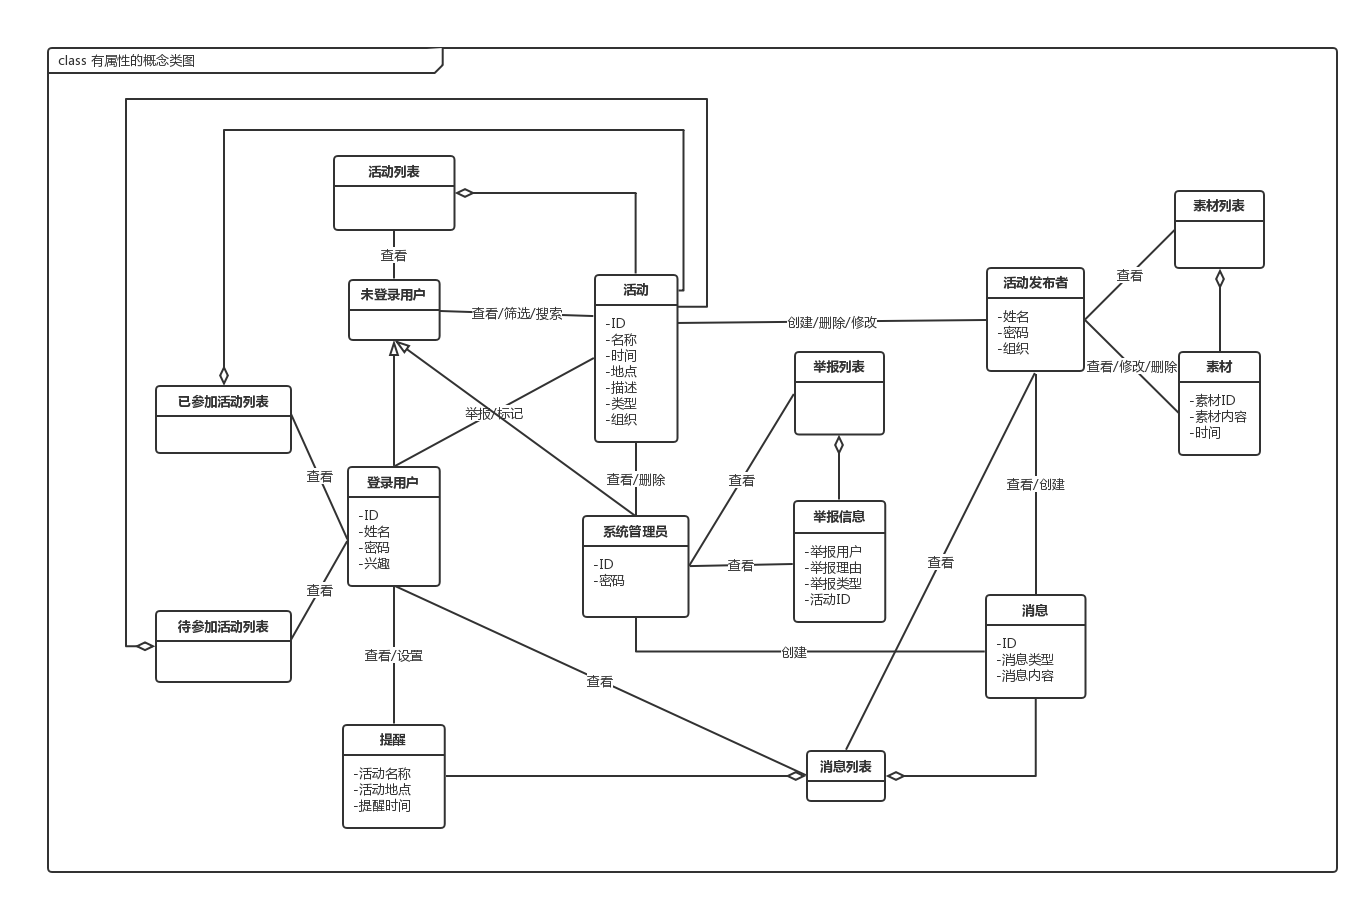 class 有属性的概念类图
活动列表
查看
未登录用户
查看/筛选/搜索
活动
-ID
-名称
-时间
-地点
-描述
-类型
-组织
创建/删除/修改
活动发布者
-姓名
-密码
-组织
查看
素材列表
查看/修改/删除
素材
-素材ID
-素材内容
-时间
举报列表
已参加活动列表
举报/标记
查看
登录用户
-ID
-姓名
-密码
-兴趣
查看/删除
查看
系统管理员
-ID
-密码
查看
举报信息
-举报用户
-举报理由
-举报类型
-活动ID
查看/创建
查看
查看
待参加活动列表
消息
-ID
-消息类型
-消息内容
创建
查看/设置
查看
提醒
-活动名称
-活动地点
-提醒时间
消息列表